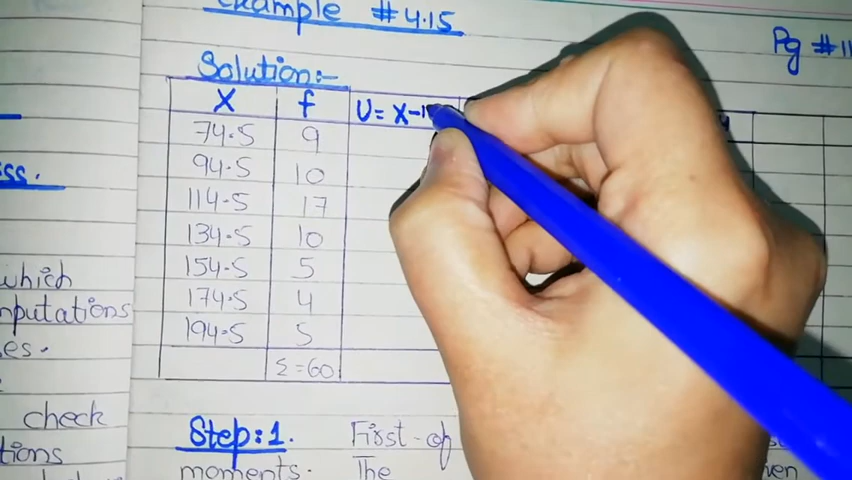 Example #4.15
Pg #11
Solution:-
X f U = X-1
74.5 9
94.5 10
114.5 17
134.5 10
154.5 5
174.5 4
194.5 5
Σ=60
ss.
which
nputations
es.
check
tions
Step:1. First-of
moments. The